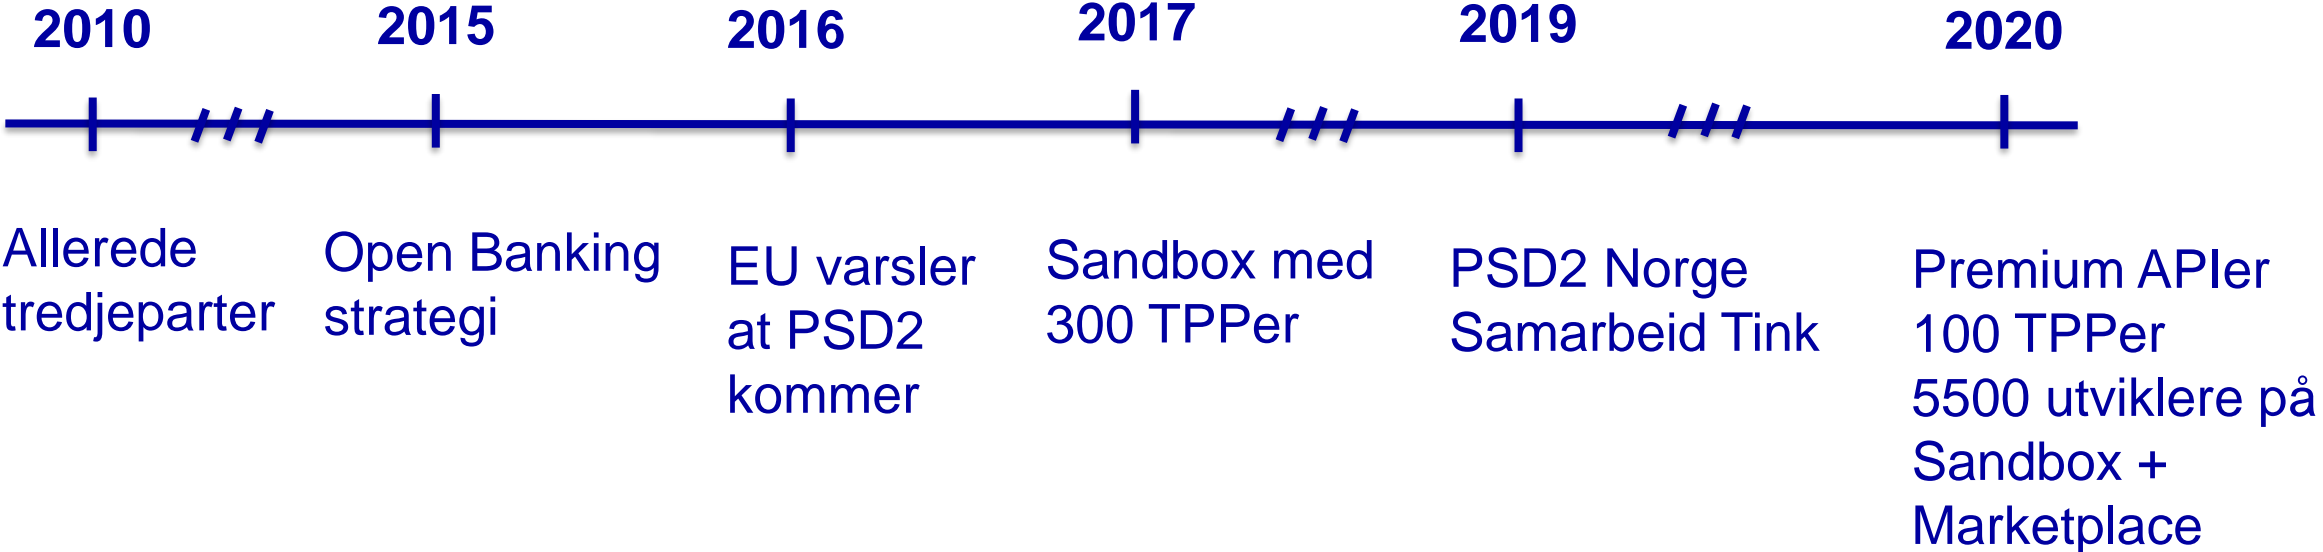 2010
2015
2016
2017
2019
2020
Allerede
tredjeparter
Open Banking
strategi
EU varsler
at PSD2
kommer
Sandbox med
300 TPPer
PSD2 Norge
Samarbeid Tink
Premium APIer
100 TPPer
5500 utviklere på
Sandbox +
Marketplace